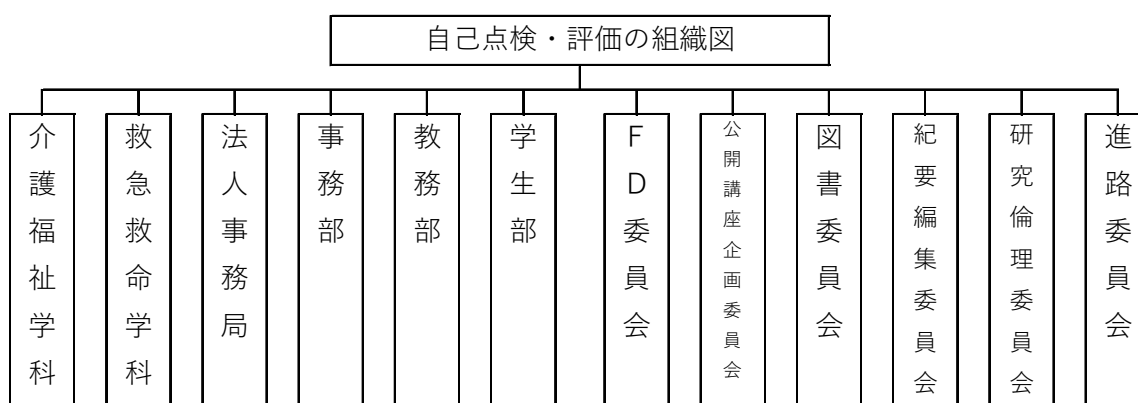 自己点検・評価の組織図
介護福祉学科
救急救命学科
法人事務局
事務部
教務部
学生部
FD委員会
公開講座企画委員会
図書委員会
紀要編集委員会
研究倫理委員会
進路委員会